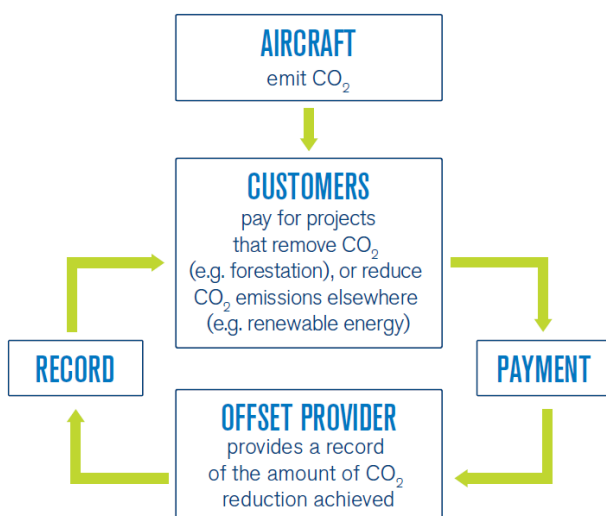 AIRCRAFT
emit CO₂
CUSTOMERS
pay for projects
that remove CO₂
(e.g. forestation), or reduce
CO₂ emissions elsewhere
(e.g. renewable energy)
RECORD
PAYMENT
OFFSET PROVIDER
provides a record
of the amount of CO₂
reduction achieved